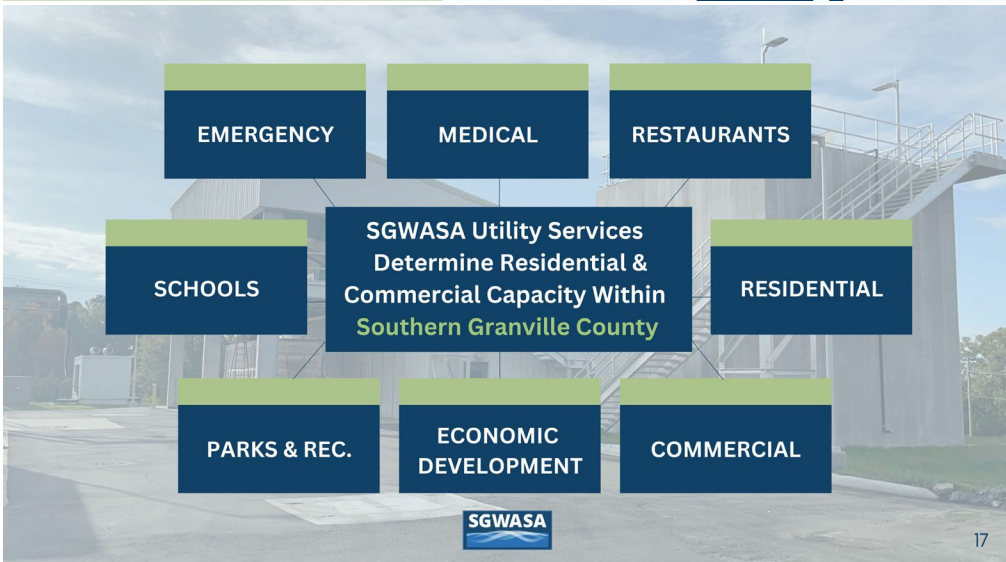 EMERGENCY
MEDICAL
RESTAURANTS
SGWASA Utility Services
Determine Residential &
Commercial Capacity Within
Southern Granville County
SCHOOLS
RESIDENTIAL
PARKS & REC.
ECONOMIC
DEVELOPMENT
COMMERCIAL
SGWASA
17